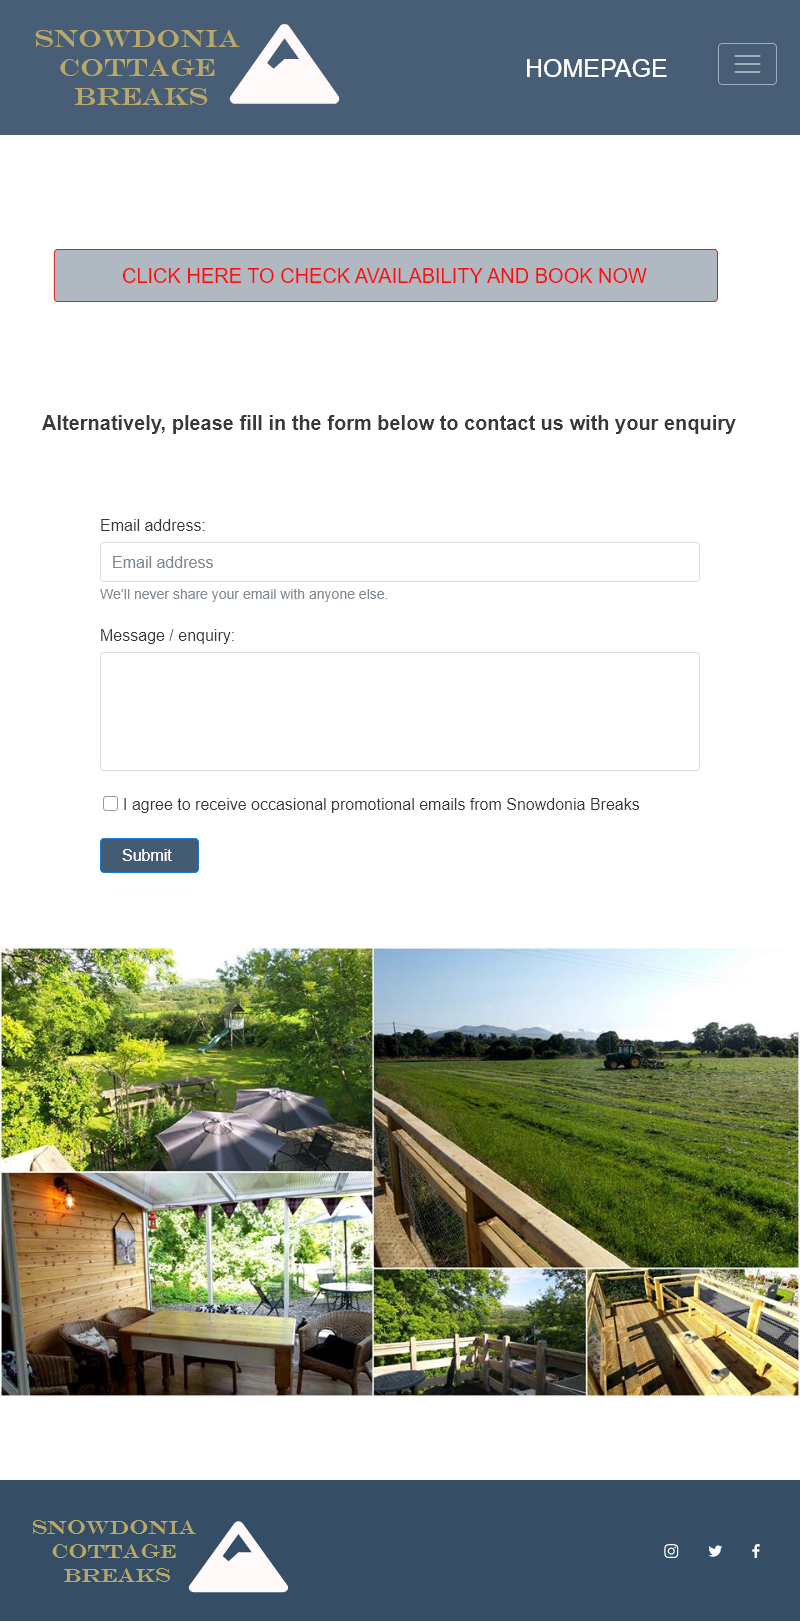 SNOWDONIA
COTTAGE
BREAKS
HOMEPAGE
CLICK HERE TO CHECK AVAILABILITY AND BOOK NOW
Alternatively, please fill in the form below to contact us with your enquiry
Email address:
Email address
We'll never share your email with anyone else.
Message / enquiry:
I agree to receive occasional promotional emails from Snowdonia Breaks
Submit
SNOWDONIA
COTTAGE
BREAKS